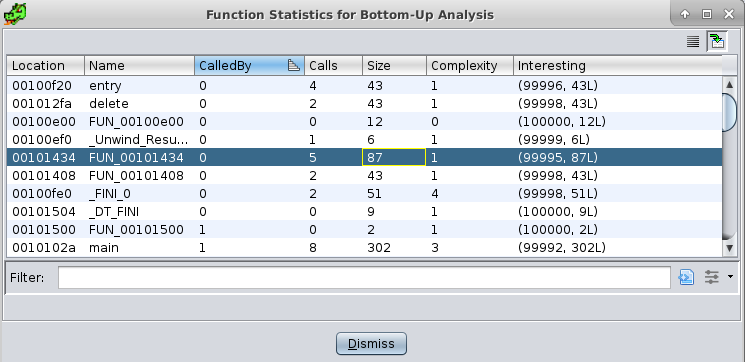 Function Statistics for Bottom-Up Analysis
Location Name CalledBy Calls Size Complexity Interesting
00100f20 entry 0 4 43 1 (99996, 43L)
001012fa delete 0 2 43 1 (99998, 43L)
00100e00 FUN_00100e00 0 0 12 0 (100000, 12L)
00100ef0 _Unwind_Resu... 0 1 6 1 (99999, 6L)
00101434 FUN_00101434 0 5 87 1 (99995, 87L)
00101408 FUN_00101408 0 2 43 1 (99998, 43L)
00100fe0 _FINI_0 0 2 51 4 (99998, 51L)
00101504 _DT_FINI 0 0 9 1 (100000, 9L)
00101500 FUN_00101500 1 0 2 1 (100000, 2L)
0010102a main 1 8 302 3 (99992, 302L)
Filter:
Dismiss